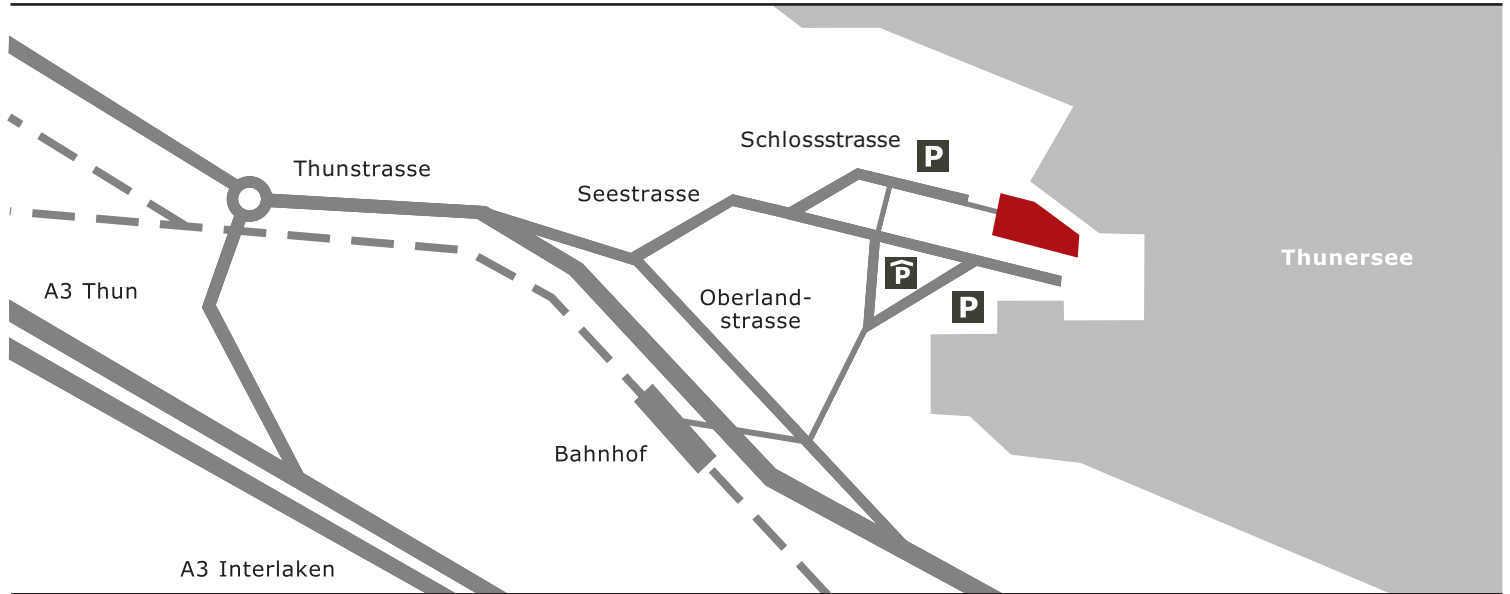 Schlossstrasse
P
Thunstrasse
Seestrasse
Thunersee
P
A3 Thun
Oberland-
strasse
P
Bahnhof
A3 Interlaken